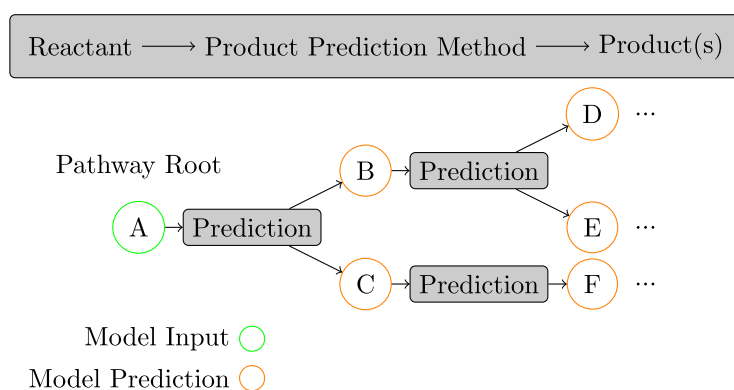 Reactant Product Prediction Method Product(s)
D ...
Pathway Root
B Prediction
A Prediction
E ...
C Prediction F ...
Model Input
Model Prediction